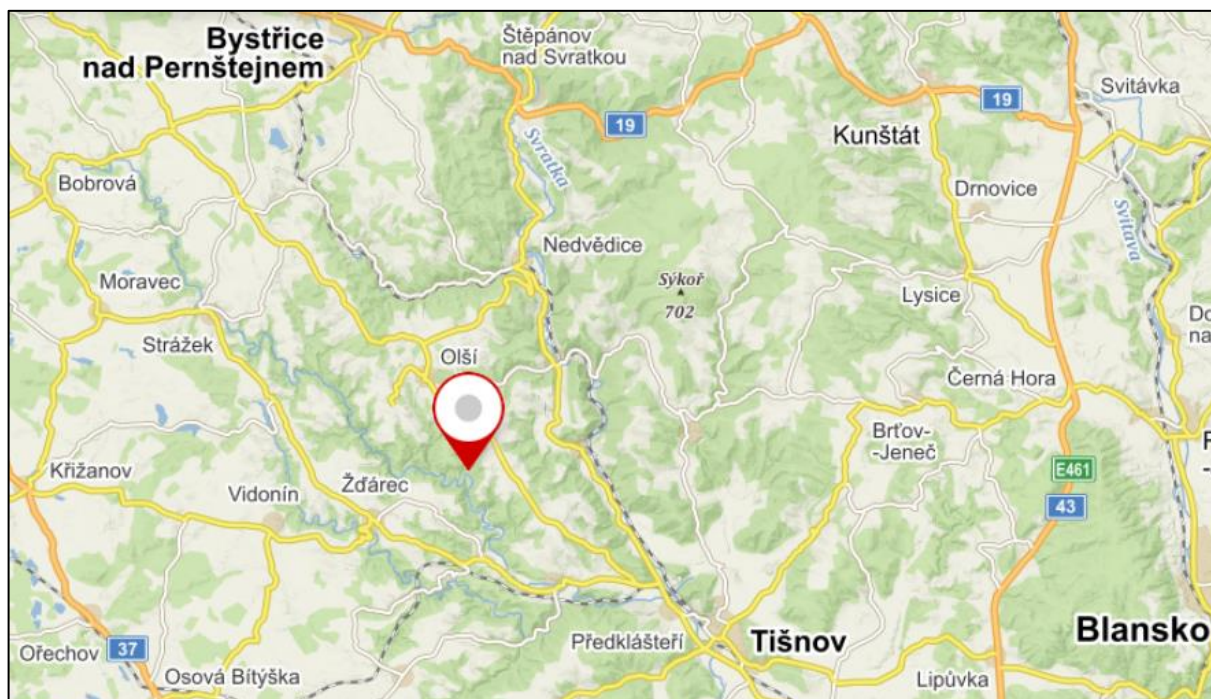 Bystřice
nad Pernštejnem
Štěpánov
nad Svratkou
19
19
Svitávka
Svratka
Kunštát
Bobrová
Drnovice
Svitava
Nedvědice
Moravec
Sýkoř
702
Lysice
Strážek
Olší
Černá Hora
Brťov-
-Jeneč
Křižanov
Vidonín
Žďárec
E461
43
Předklášteří
Tišnov
Blansko
Ořechov
37
Osová Bítýška
Lipůvka